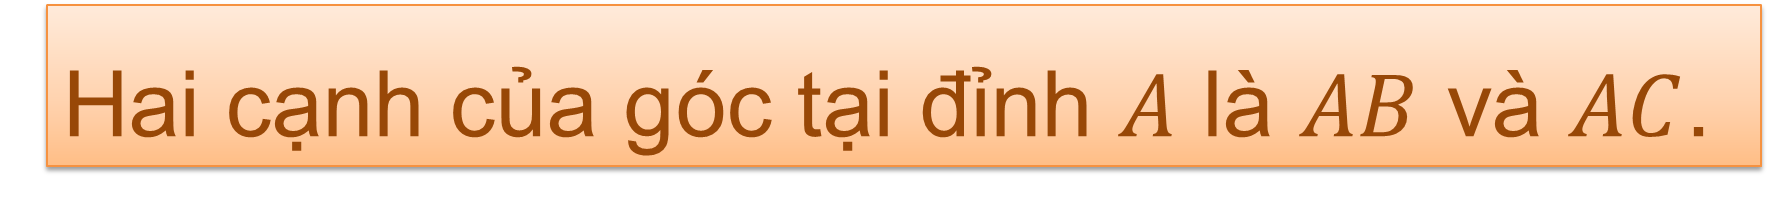 Hai cạnh của góc tại đỉnh A là AB và AC.